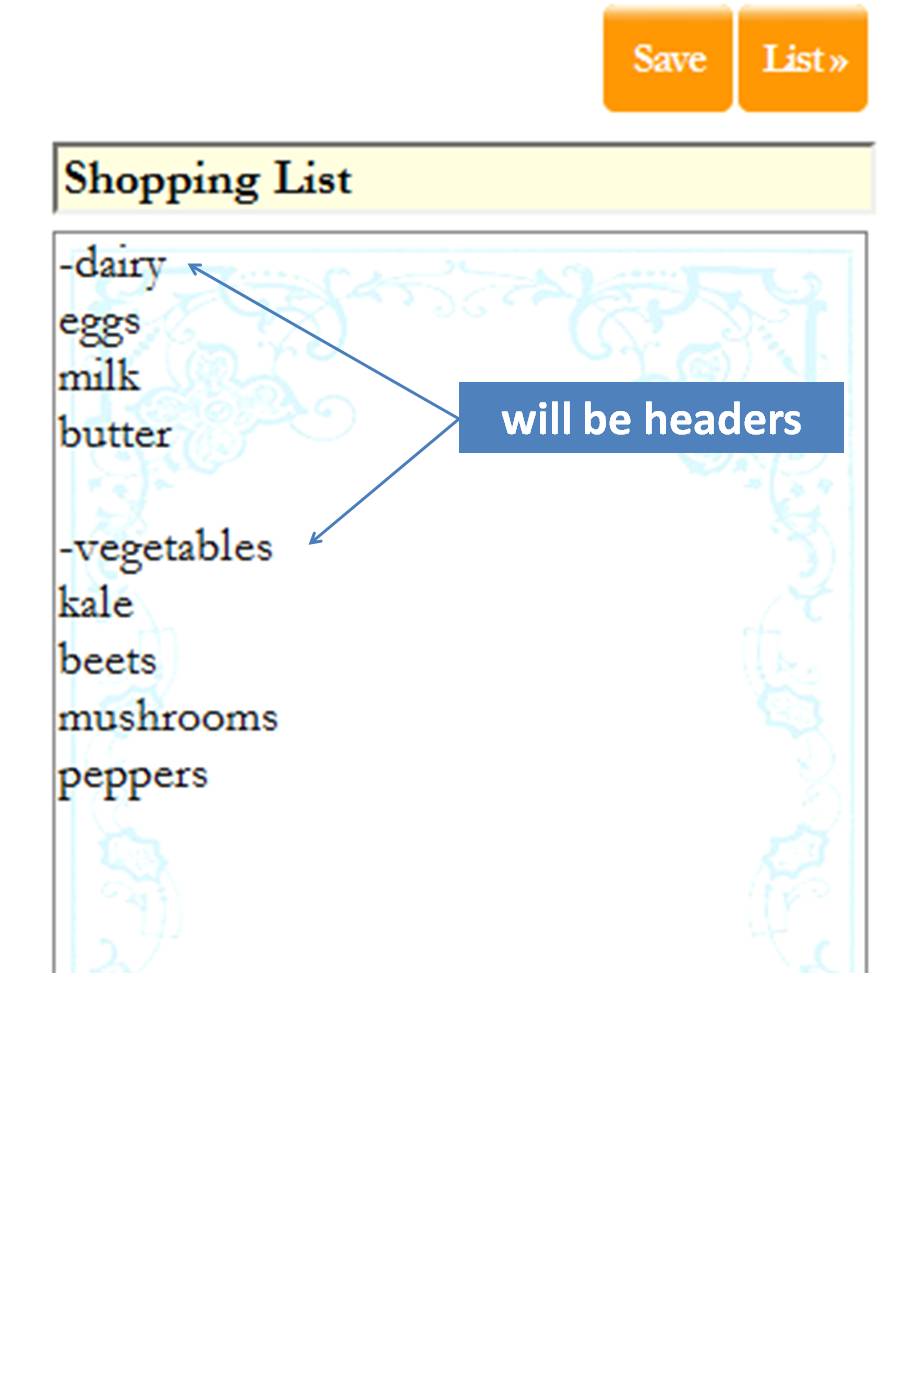 Save List »
Shopping List
-dairy
eggs
milk
will be headers
butter
-vegetables
kale
beets
mushrooms
peppers